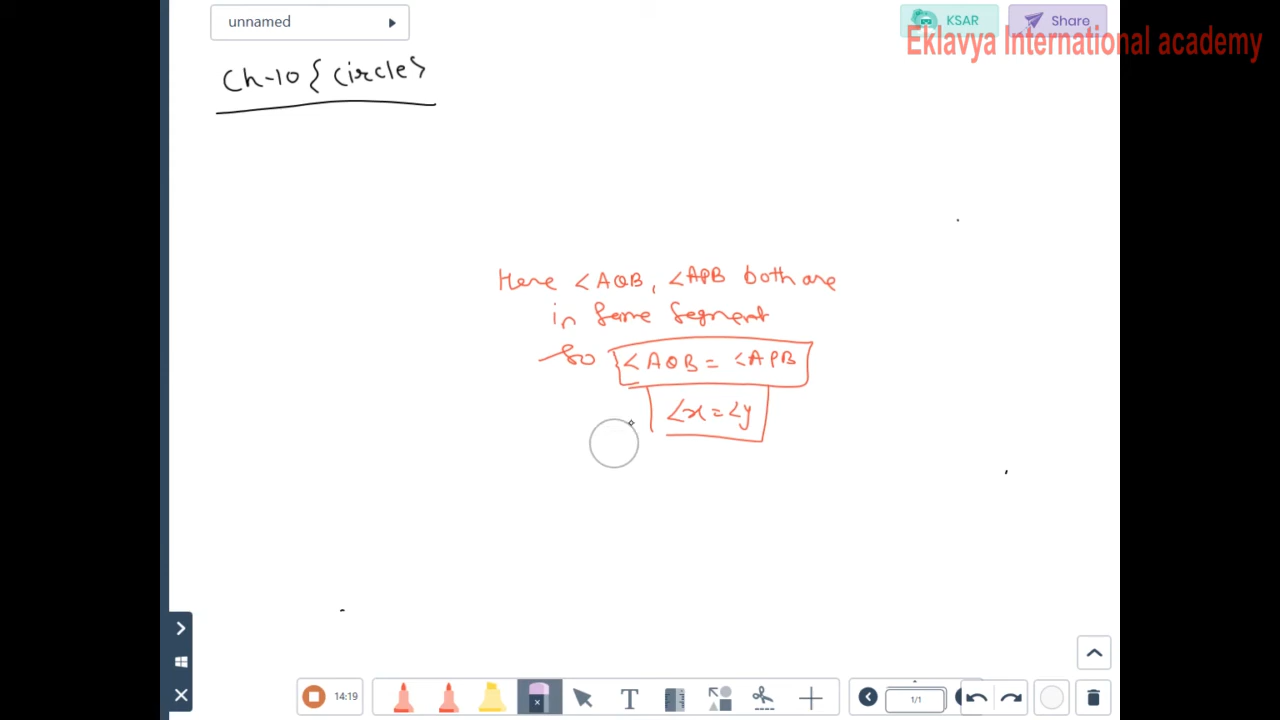 unnamed
KSAR
Share
Eklavya International academy
Ch-10 { Circle }
Here ∠AQB, ∠APB both are
in same segment
So ∠AQB = ∠APB
∠x = ∠y
14:19
T
1/1